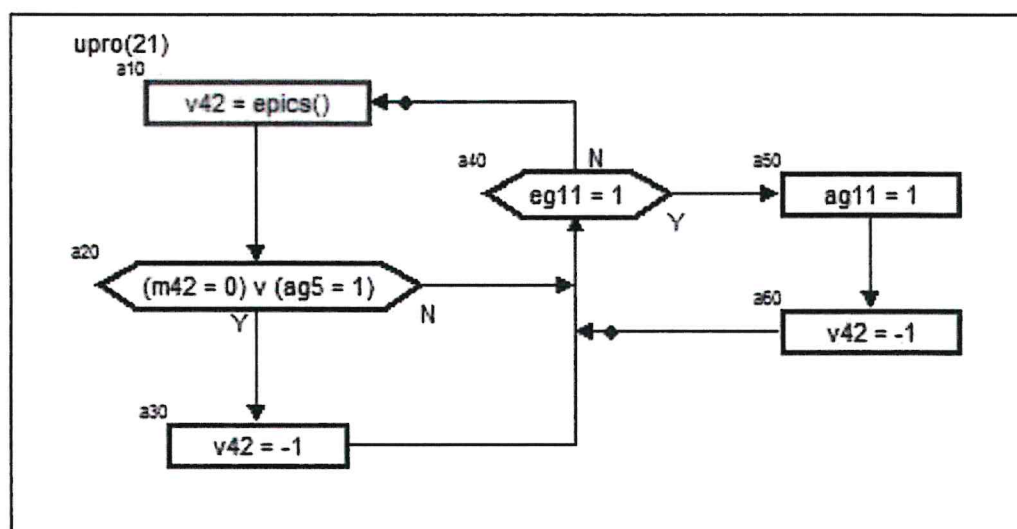 upro(21)
a10
v42 = epics()
a20
(m42 = 0) v (ag5 = 1)
Y
N
a30
v42 = -1
a40
N
eg11 = 1
Y
a50
ag11 = 1
a60
v42 = -1